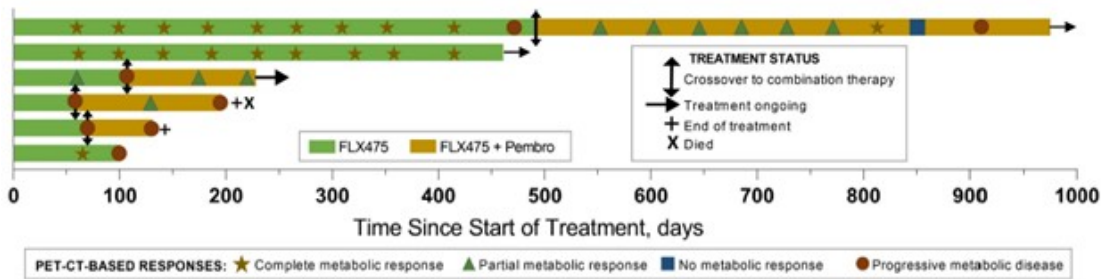 +X
+
TREATMENT STATUS
Crossover to combination therapy
Treatment ongoing
+ End of treatment
X Died
FLX475 FLX475 + Pembro
0 100 200 300 400 500 600 700 800 900 1000
Time Since Start of Treatment, days
PET-CT-BASED RESPONSES: Complete metabolic response Partial metabolic response No metabolic response Progressive metabolic disease